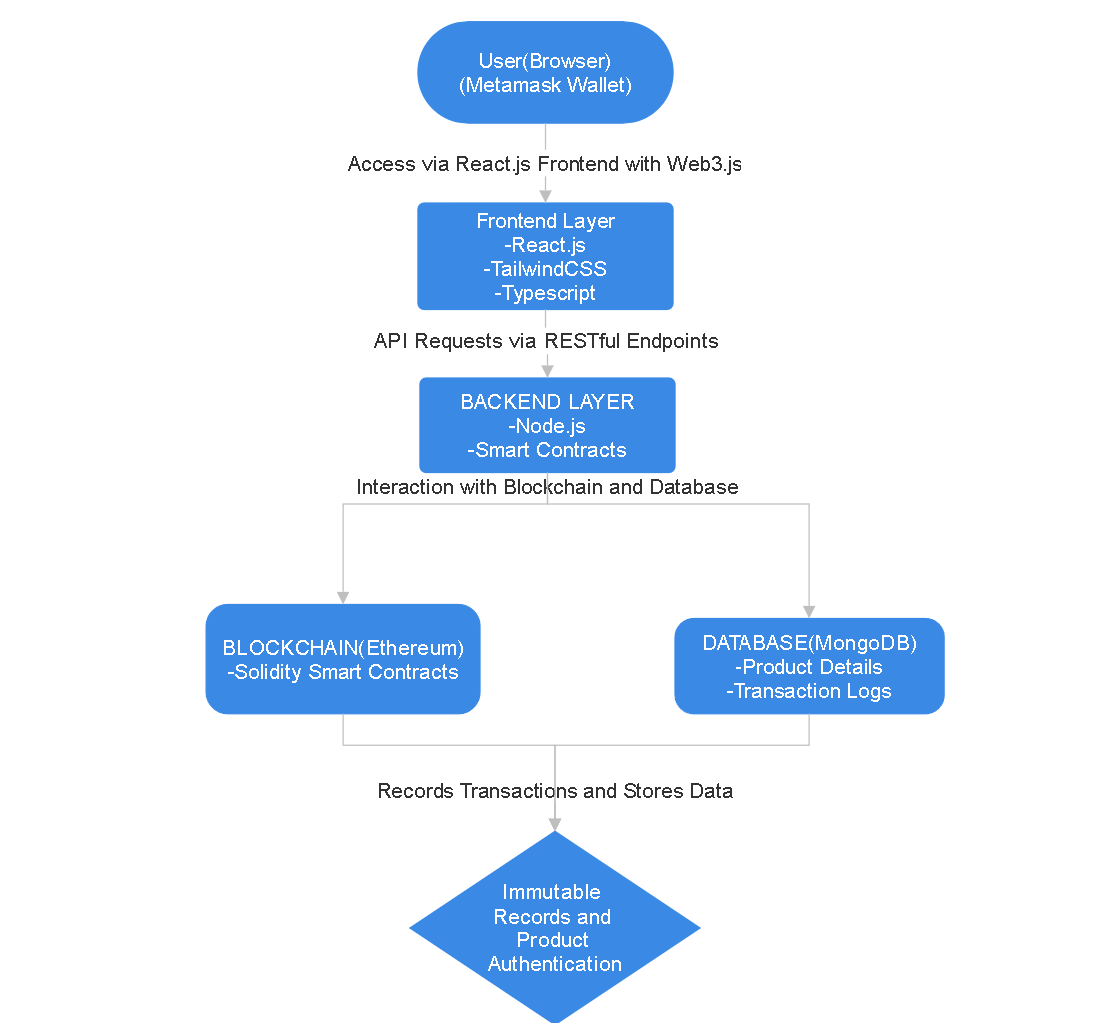 User(Browser)
(Metamask Wallet)
Access via React.js Frontend with Web3.js
Frontend Layer
-React.js
-TailwindCSS
-Typescript
API Requests via RESTful Endpoints
BACKEND LAYER
-Node.js
-Smart Contracts
Interaction with Blockchain and Database
BLOCKCHAIN(Ethereum)
-Solidity Smart Contracts
DATABASE(MongoDB)
-Product Details
-Transaction Logs
Records Transactions and Stores Data
Immutable
Records and
Product
Authentication